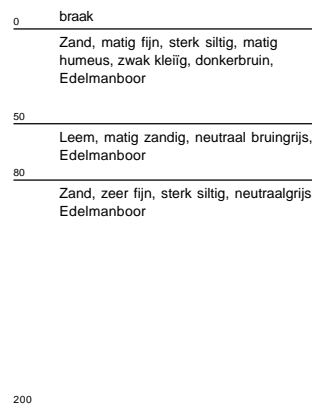 0 braak
Zand, matig fijn, sterk siltig, matig
humeus, zwak kleiïg, donkerbruin,
Edelmanboor
50
Leem, matig zandig, neutraal bruingrijs,
Edelmanboor
80
Zand, zeer fijn, sterk siltig, neutraalgrijs
Edelmanboor
200